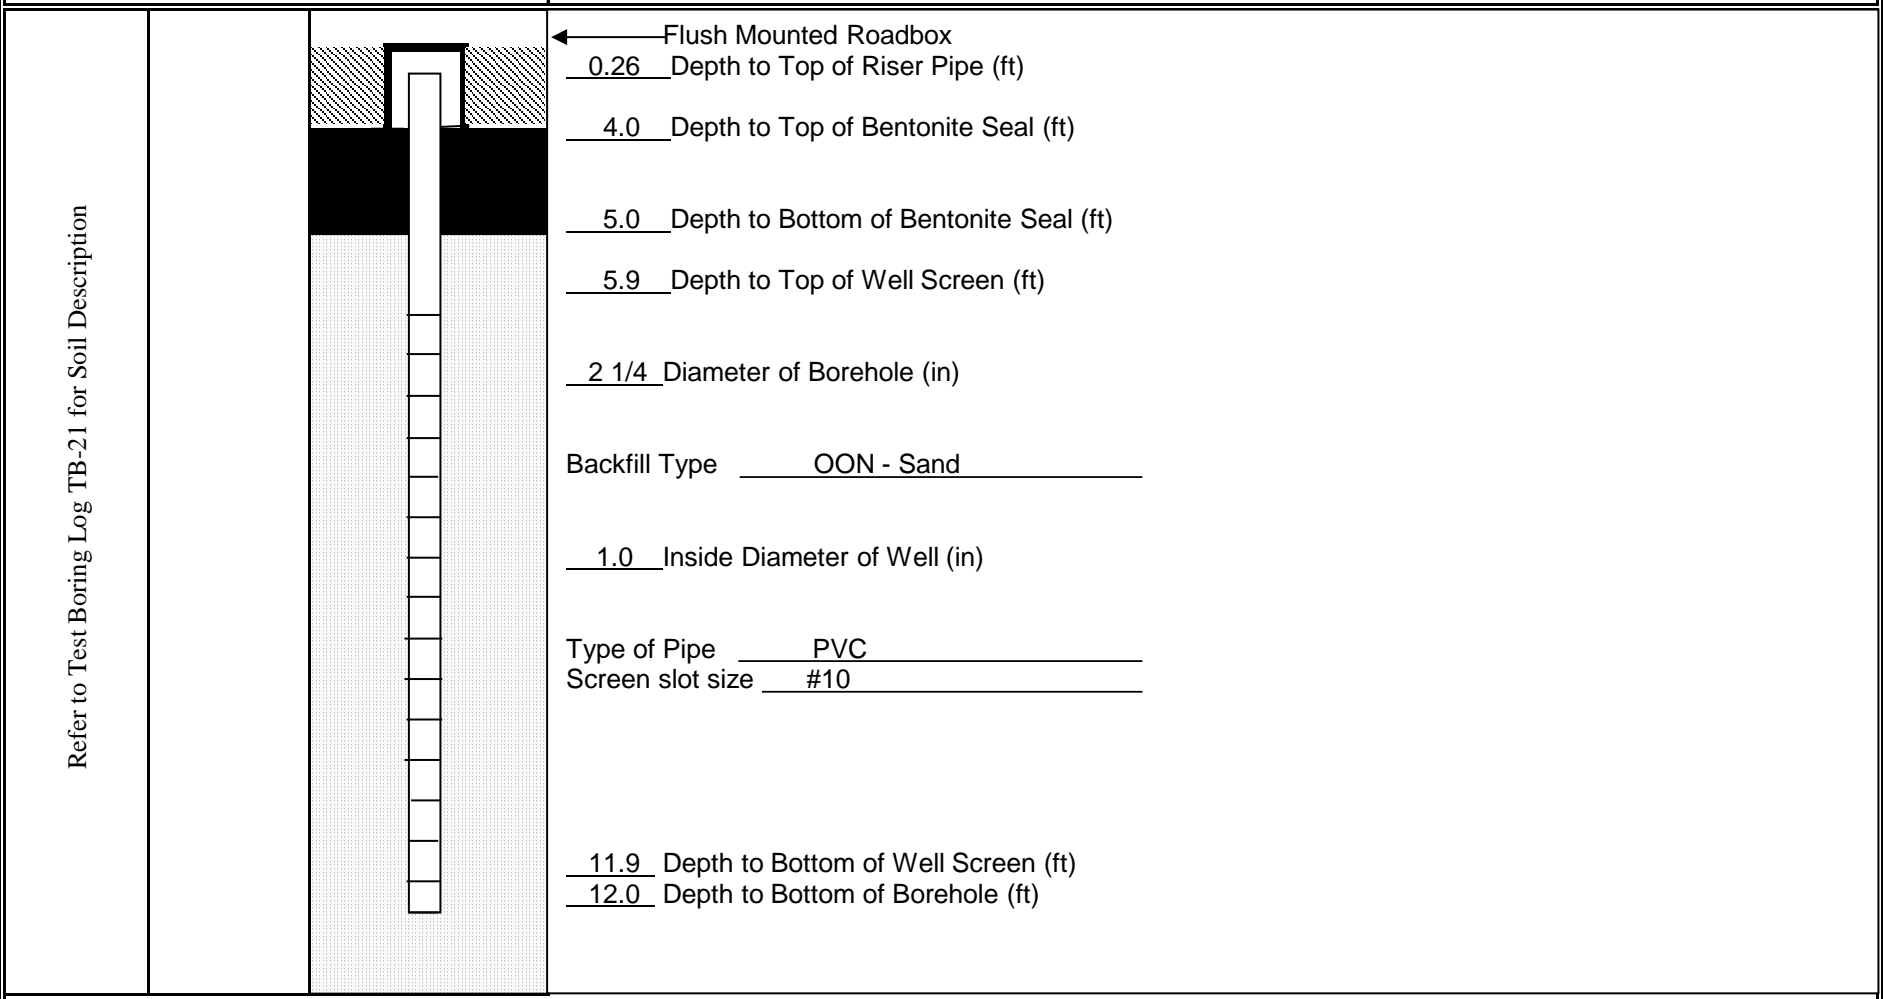 Refer to Test Boring Log TB-21 for Soil Description
Flush Mounted Roadbox
0.26 Depth to Top of Riser Pipe (ft)
4.0 Depth to Top of Bentonite Seal (ft)
5.0 Depth to Bottom of Bentonite Seal (ft)
5.9 Depth to Top of Well Screen (ft)
2 1/4 Diameter of Borehole (in)
Backfill Type OON - Sand
1.0 Inside Diameter of Well (in)
Type of Pipe PVC
Screen slot size #10
11.9 Depth to Bottom of Well Screen (ft)
12.0 Depth to Bottom of Borehole (ft)